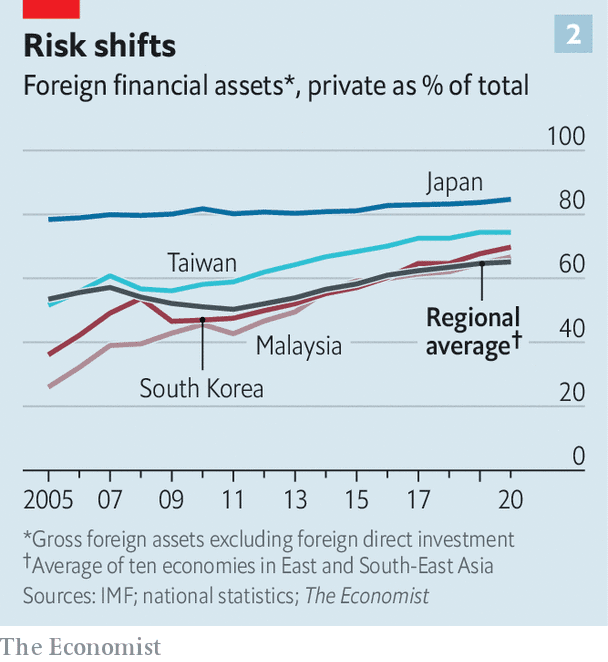 2
Risk shifts
Foreign financial assets*, private as % of total
100
Japan
80
Taiwan
60
Regional
average†
40
Malaysia
South Korea
20
0
2005 07 09 11 13 15 17 20
*Gross foreign assets excluding foreign direct investment
†Average of ten economies in East and South-East Asia
Sources: IMF; national statistics; The Economist
The Economist